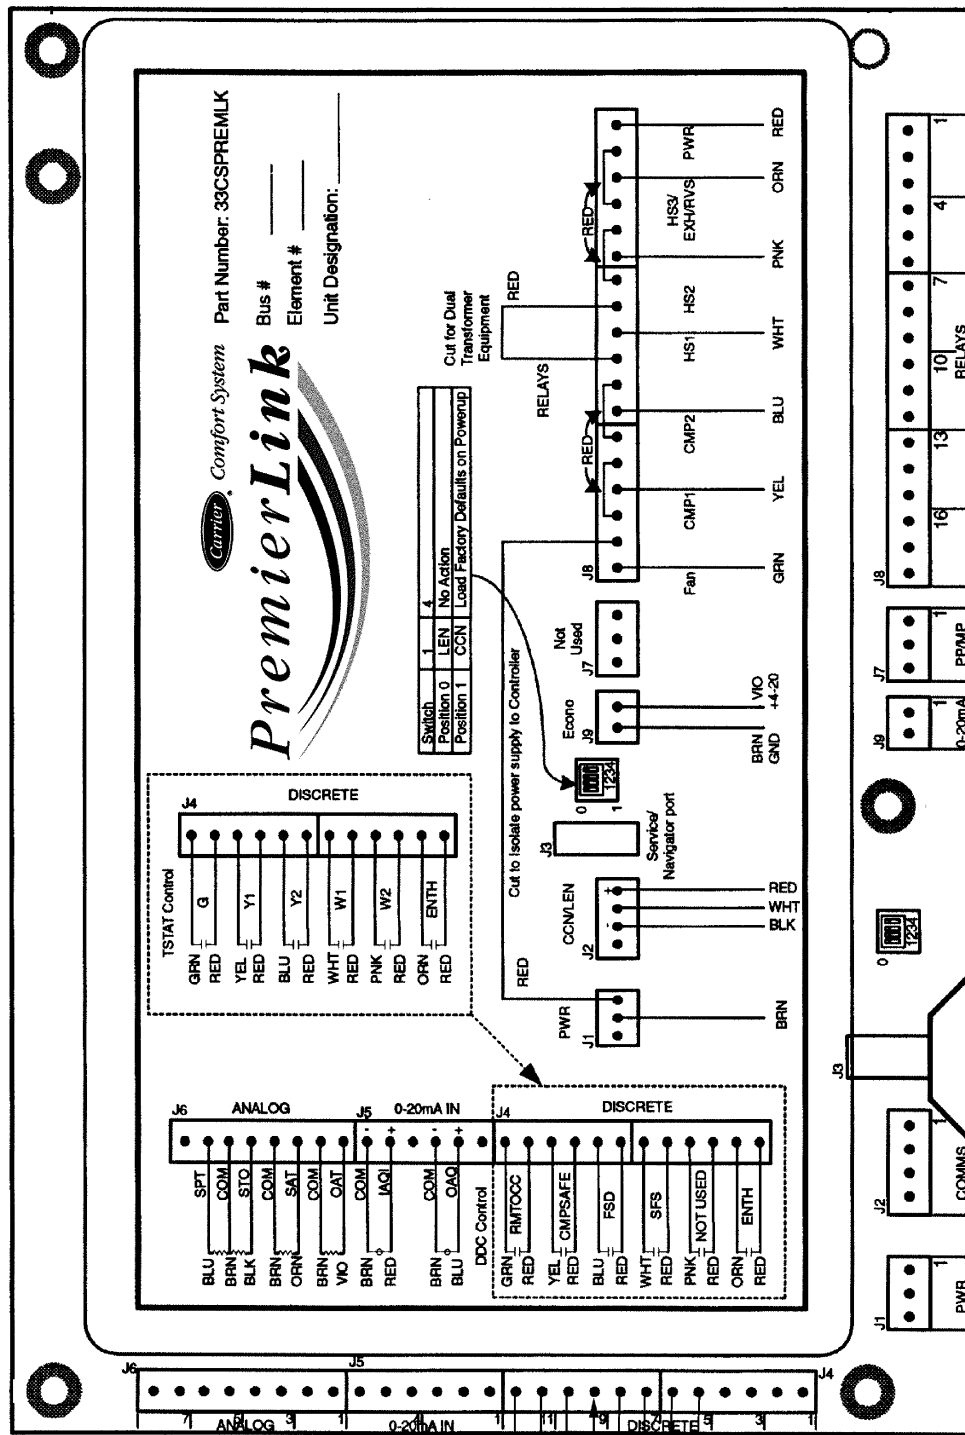 Carrier Comfort System
PremierLink
Part Number: 33CSPREMLK
Bus #
Element #
Unit Designation:
Switch 1 4
Position 0 LEN No Action
Position 1 CCN Load Factory Defaults on Powerup
Cut for Dual
Transformer
Equipment
RED
RELAYS
TSTAT Control
J4
DISCRETE
GRN
G
RED
YEL
Y1
RED
BLU
Y2
RED
WHT
W1
RED
PNK
W2
RED
ORN
ENTH
RED
Cut to Isolate power supply to Controller
RED
PWR
J1
BRN
CCN/LEN
J2
+
-
RED
WHT
BLK
J3
Service/
Navigator port
0
1
1234
Econo
J9
BRN
GND
VIO
+4-20
Not
Used
J7
J8
RED
RED
Fan
CMP1
CMP2
HS1
HS2
HS3/
EXH/RVS
PWR
GRN
YEL
BLU
WHT
PNK
ORN
RED
J6
ANALOG
SPT
COM
STO
COM
SAT
COM
OAT
BLU
BRN
BLK
BRN
ORN
BRN
VIO
J5
0-20mA IN
-
+
-
+
COM
IAQI
COM
OAQ
BRN
RED
BRN
BLU
DDC Control
J4
DISCRETE
GRN
RMTOCC
RED
YEL
CMPSAFE
RED
BLU
FSD
RED
WHT
SFS
RED
PNK
NOT USED
RED
ORN
ENTH
RED
J6
7 5 3 1
ANALOG
J5
4 1
0-20mA IN
J4
11 9 7 5 3 1
DISCRETE
J1
1
PWR
J2
1
COMMS
J3
0
1234
J9
1
0-20mA
J7
1
PP/MP
J8
16 13 10 7 4 1
RELAYS